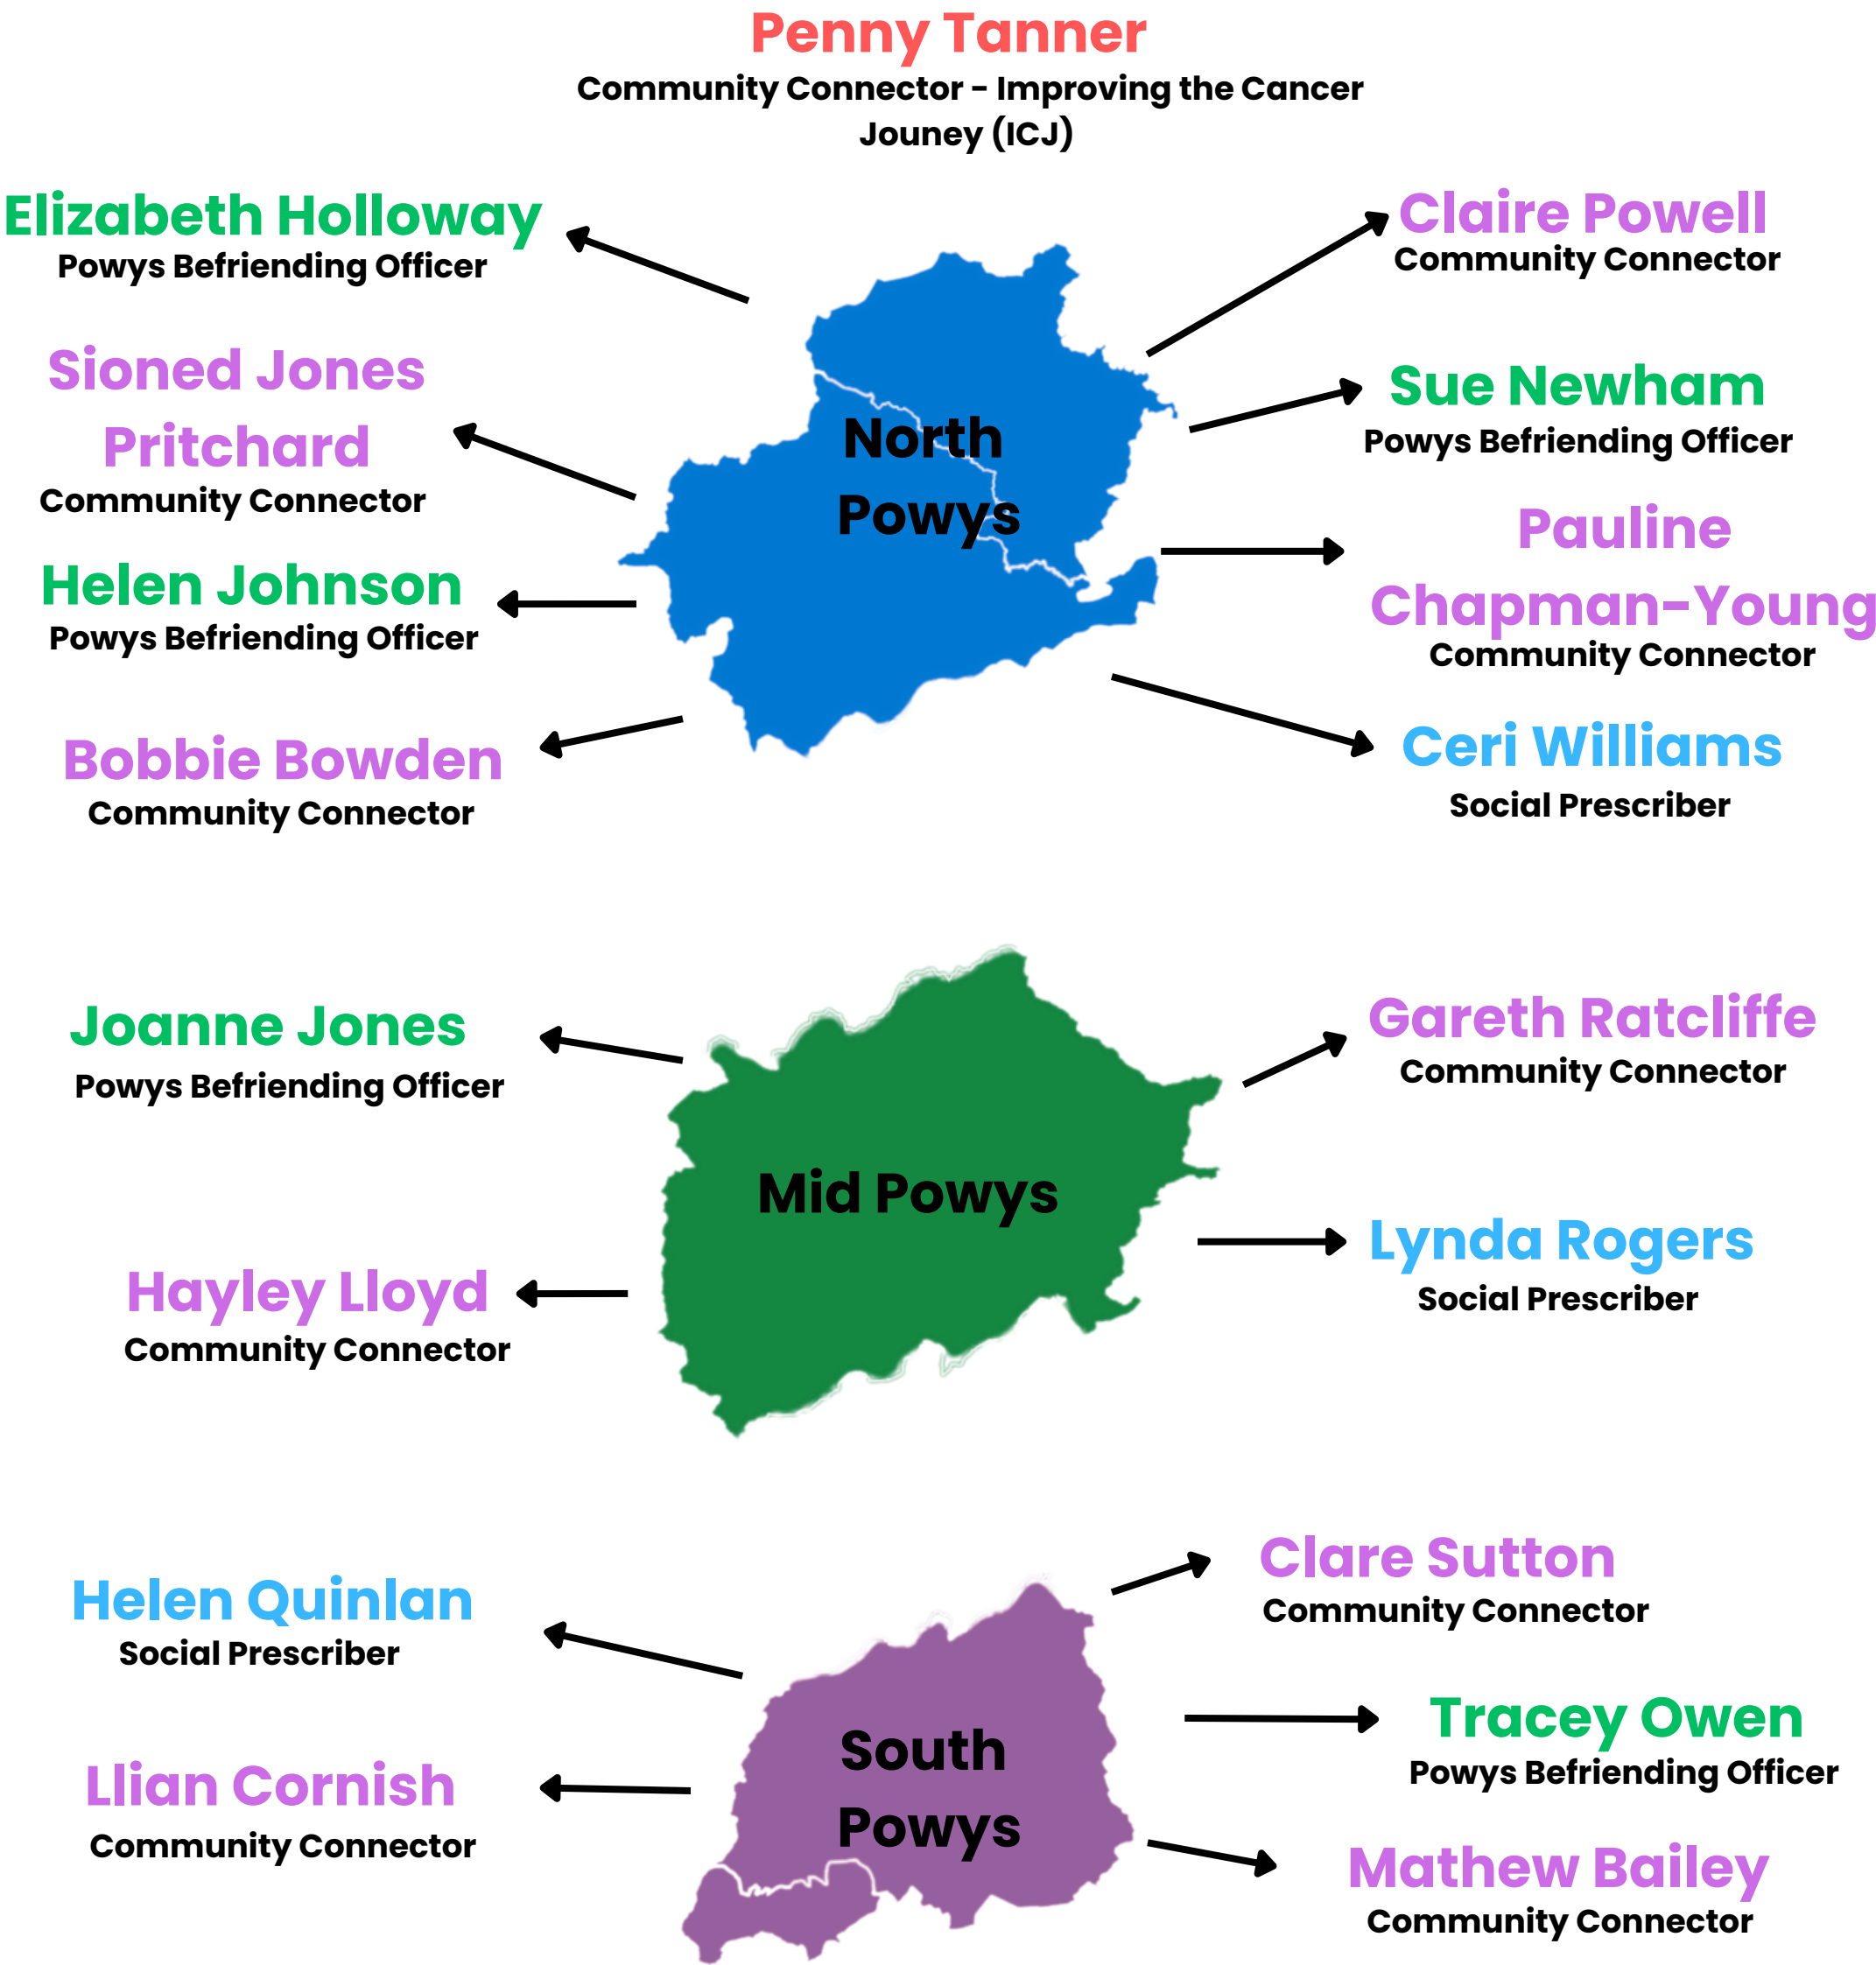 Penny Tanner
Community Connector - Improving the Cancer
Jouney (ICJ)
Elizabeth Holloway
Powys Befriending Officer
Claire Powell
Community Connector
Sioned Jones
Pritchard
Community Connector
Sue Newham
Powys Befriending Officer
North
Powys
Helen Johnson
Powys Befriending Officer
Pauline
Chapman-Young
Community Connector
Bobbie Bowden
Community Connector
Ceri Williams
Social Prescriber
Joanne Jones
Powys Befriending Officer
Gareth Ratcliffe
Community Connector
Mid Powys
Hayley Lloyd
Community Connector
Lynda Rogers
Social Prescriber
Helen Quinlan
Social Prescriber
Clare Sutton
Community Connector
South
Powys
Llian Cornish
Community Connector
Tracey Owen
Powys Befriending Officer
Mathew Bailey
Community Connector